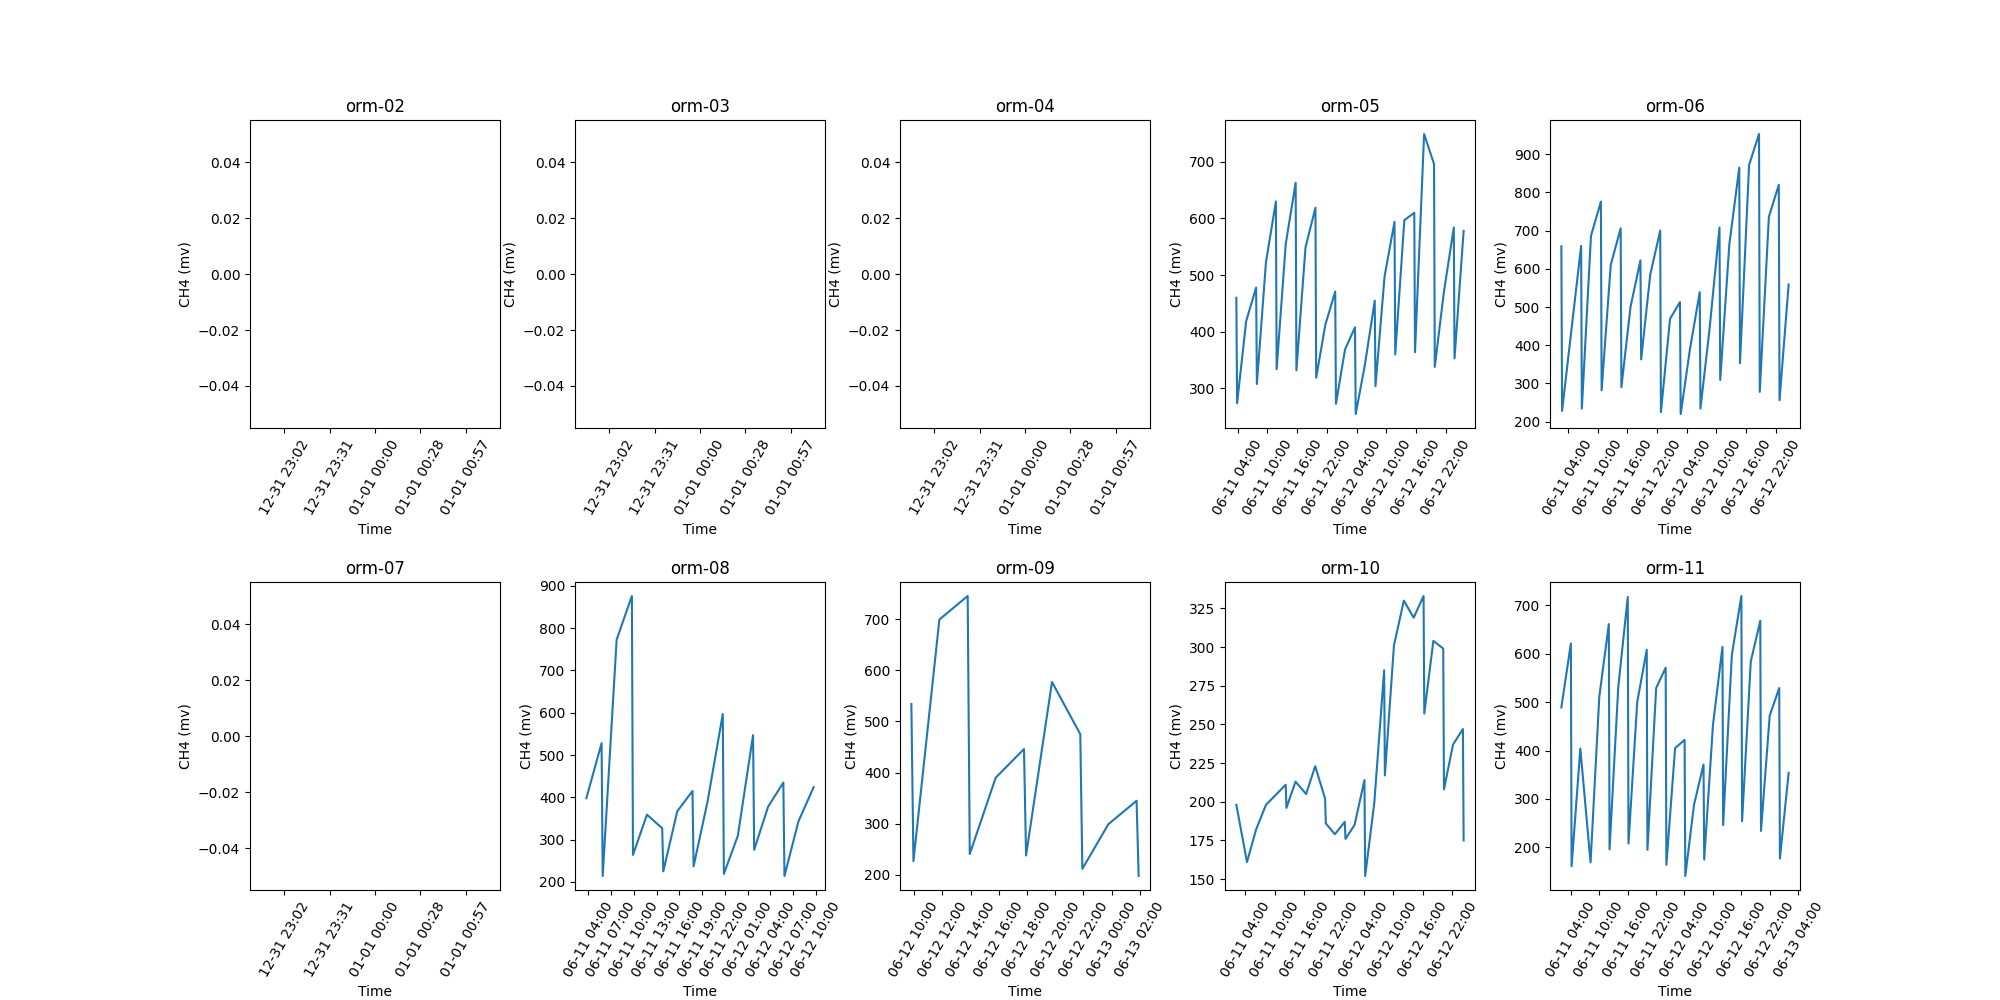 orm-02 orm-03 orm-04 orm-05 orm-06
CH4 (mv) CH4 (mv) CH4 (mv) CH4 (mv) CH4 (mv)
0.04 0.02 0.00 −0.02 −0.04
0.04 0.02 0.00 −0.02 −0.04
0.04 0.02 0.00 −0.02 −0.04
700 600 500 400 300
900 800 700 600 500 400 300 200
12-31 23:02 12-31 23:31 01-01 00:00 01-01 00:28 01-01 00:57
12-31 23:02 12-31 23:31 01-01 00:00 01-01 00:28 01-01 00:57
12-31 23:02 12-31 23:31 01-01 00:00 01-01 00:28 01-01 00:57
06-11 04:00 06-11 10:00 06-11 16:00 06-11 22:00 06-12 04:00 06-12 10:00 06-12 16:00 06-12 22:00
06-11 04:00 06-11 10:00 06-11 16:00 06-11 22:00 06-12 04:00 06-12 10:00 06-12 16:00 06-12 22:00
Time Time Time Time Time
orm-07 orm-08 orm-09 orm-10 orm-11
CH4 (mv) CH4 (mv) CH4 (mv) CH4 (mv) CH4 (mv)
0.04 0.02 0.00 −0.02 −0.04
900 800 700 600 500 400 300 200
700 600 500 400 300 200
325 300 275 250 225 200 175 150
700 600 500 400 300 200
12-31 23:02 12-31 23:31 01-01 00:00 01-01 00:28 01-01 00:57
06-11 04:00 06-11 07:00 06-11 10:00 06-11 13:00 06-11 16:00 06-11 19:00 06-11 22:00 06-12 01:00 06-12 04:00 06-12 07:00 06-12 10:00
06-12 10:00 06-12 12:00 06-12 14:00 06-12 16:00 06-12 18:00 06-12 20:00 06-12 22:00 06-13 00:00 06-13 02:00
06-11 04:00 06-11 10:00 06-11 16:00 06-11 22:00 06-12 04:00 06-12 10:00 06-12 16:00 06-12 22:00
06-11 04:00 06-11 10:00 06-11 16:00 06-11 22:00 06-12 04:00 06-12 10:00 06-12 16:00 06-12 22:00 06-13 04:00
Time Time Time Time Time